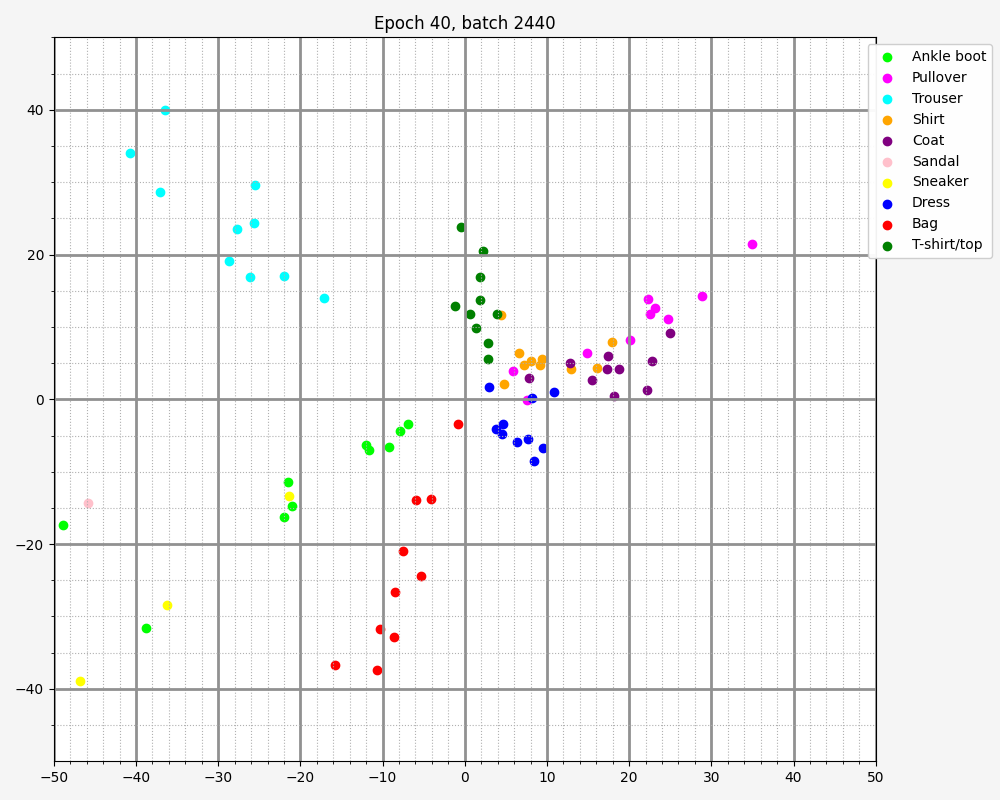 Epoch 40, batch 2440
Ankle boot
Pullover
Trouser
Shirt
Coat
Sandal
Sneaker
Dress
Bag
T-shirt/top
40
20
0
−20
−40
−50 −40 −30 −20 −10 0 10 20 30 40 50